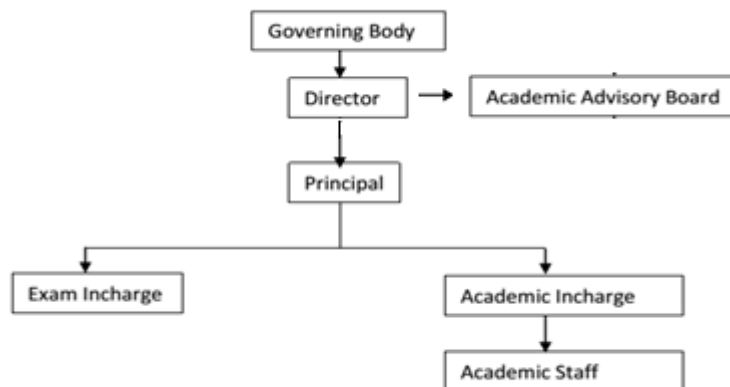 Governing Body
Director
Academic Advisory Board
Principal
Exam Incharge
Academic Incharge
Academic Staff